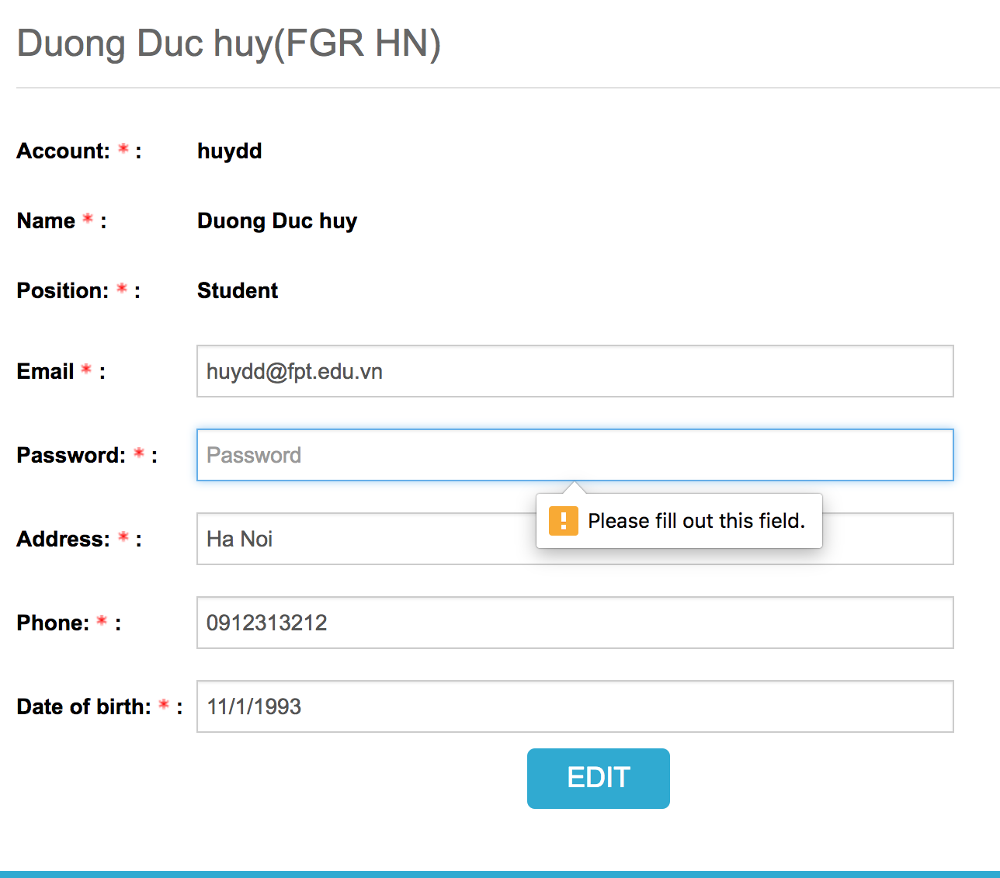 Duong Duc huy(FGR HN)
Account: * : huydd
Name * : Duong Duc huy
Position: * : Student
Email * : huydd@fpt.edu.vn
Password: * : Password
Please fill out this field.
Address: * : Ha Noi
Phone: * : 0912313212
Date of birth: * : 11/1/1993
EDIT